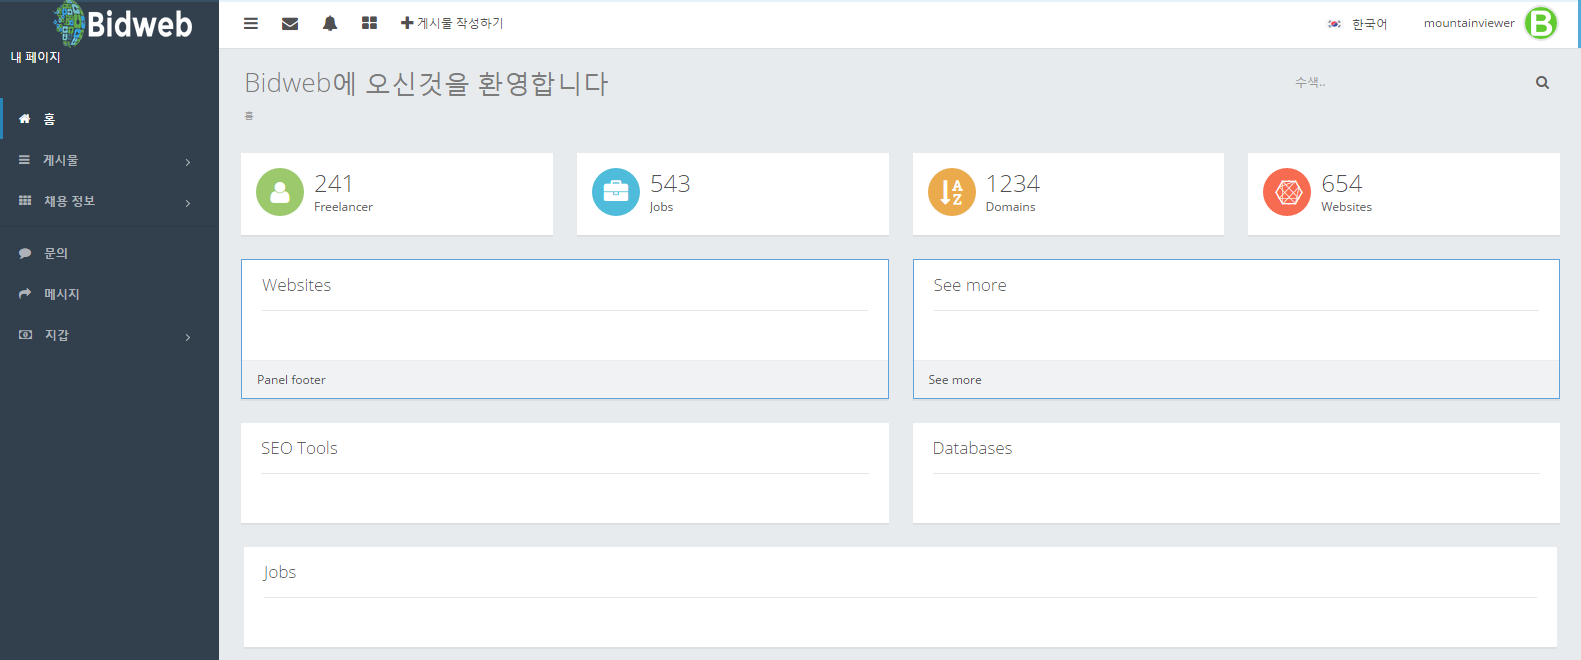 Bidweb
내 페이지
홈
게시물
채용 정보
문의
메시지
지갑
게시물 작성하기
한국어
mountainviewer
B
Bidweb에 오신것을 환영합니다
수색..
홈
241
Freelancer
543
Jobs
1234
Domains
654
Websites
Websites
Panel footer
See more
See more
SEO Tools
Databases
Jobs